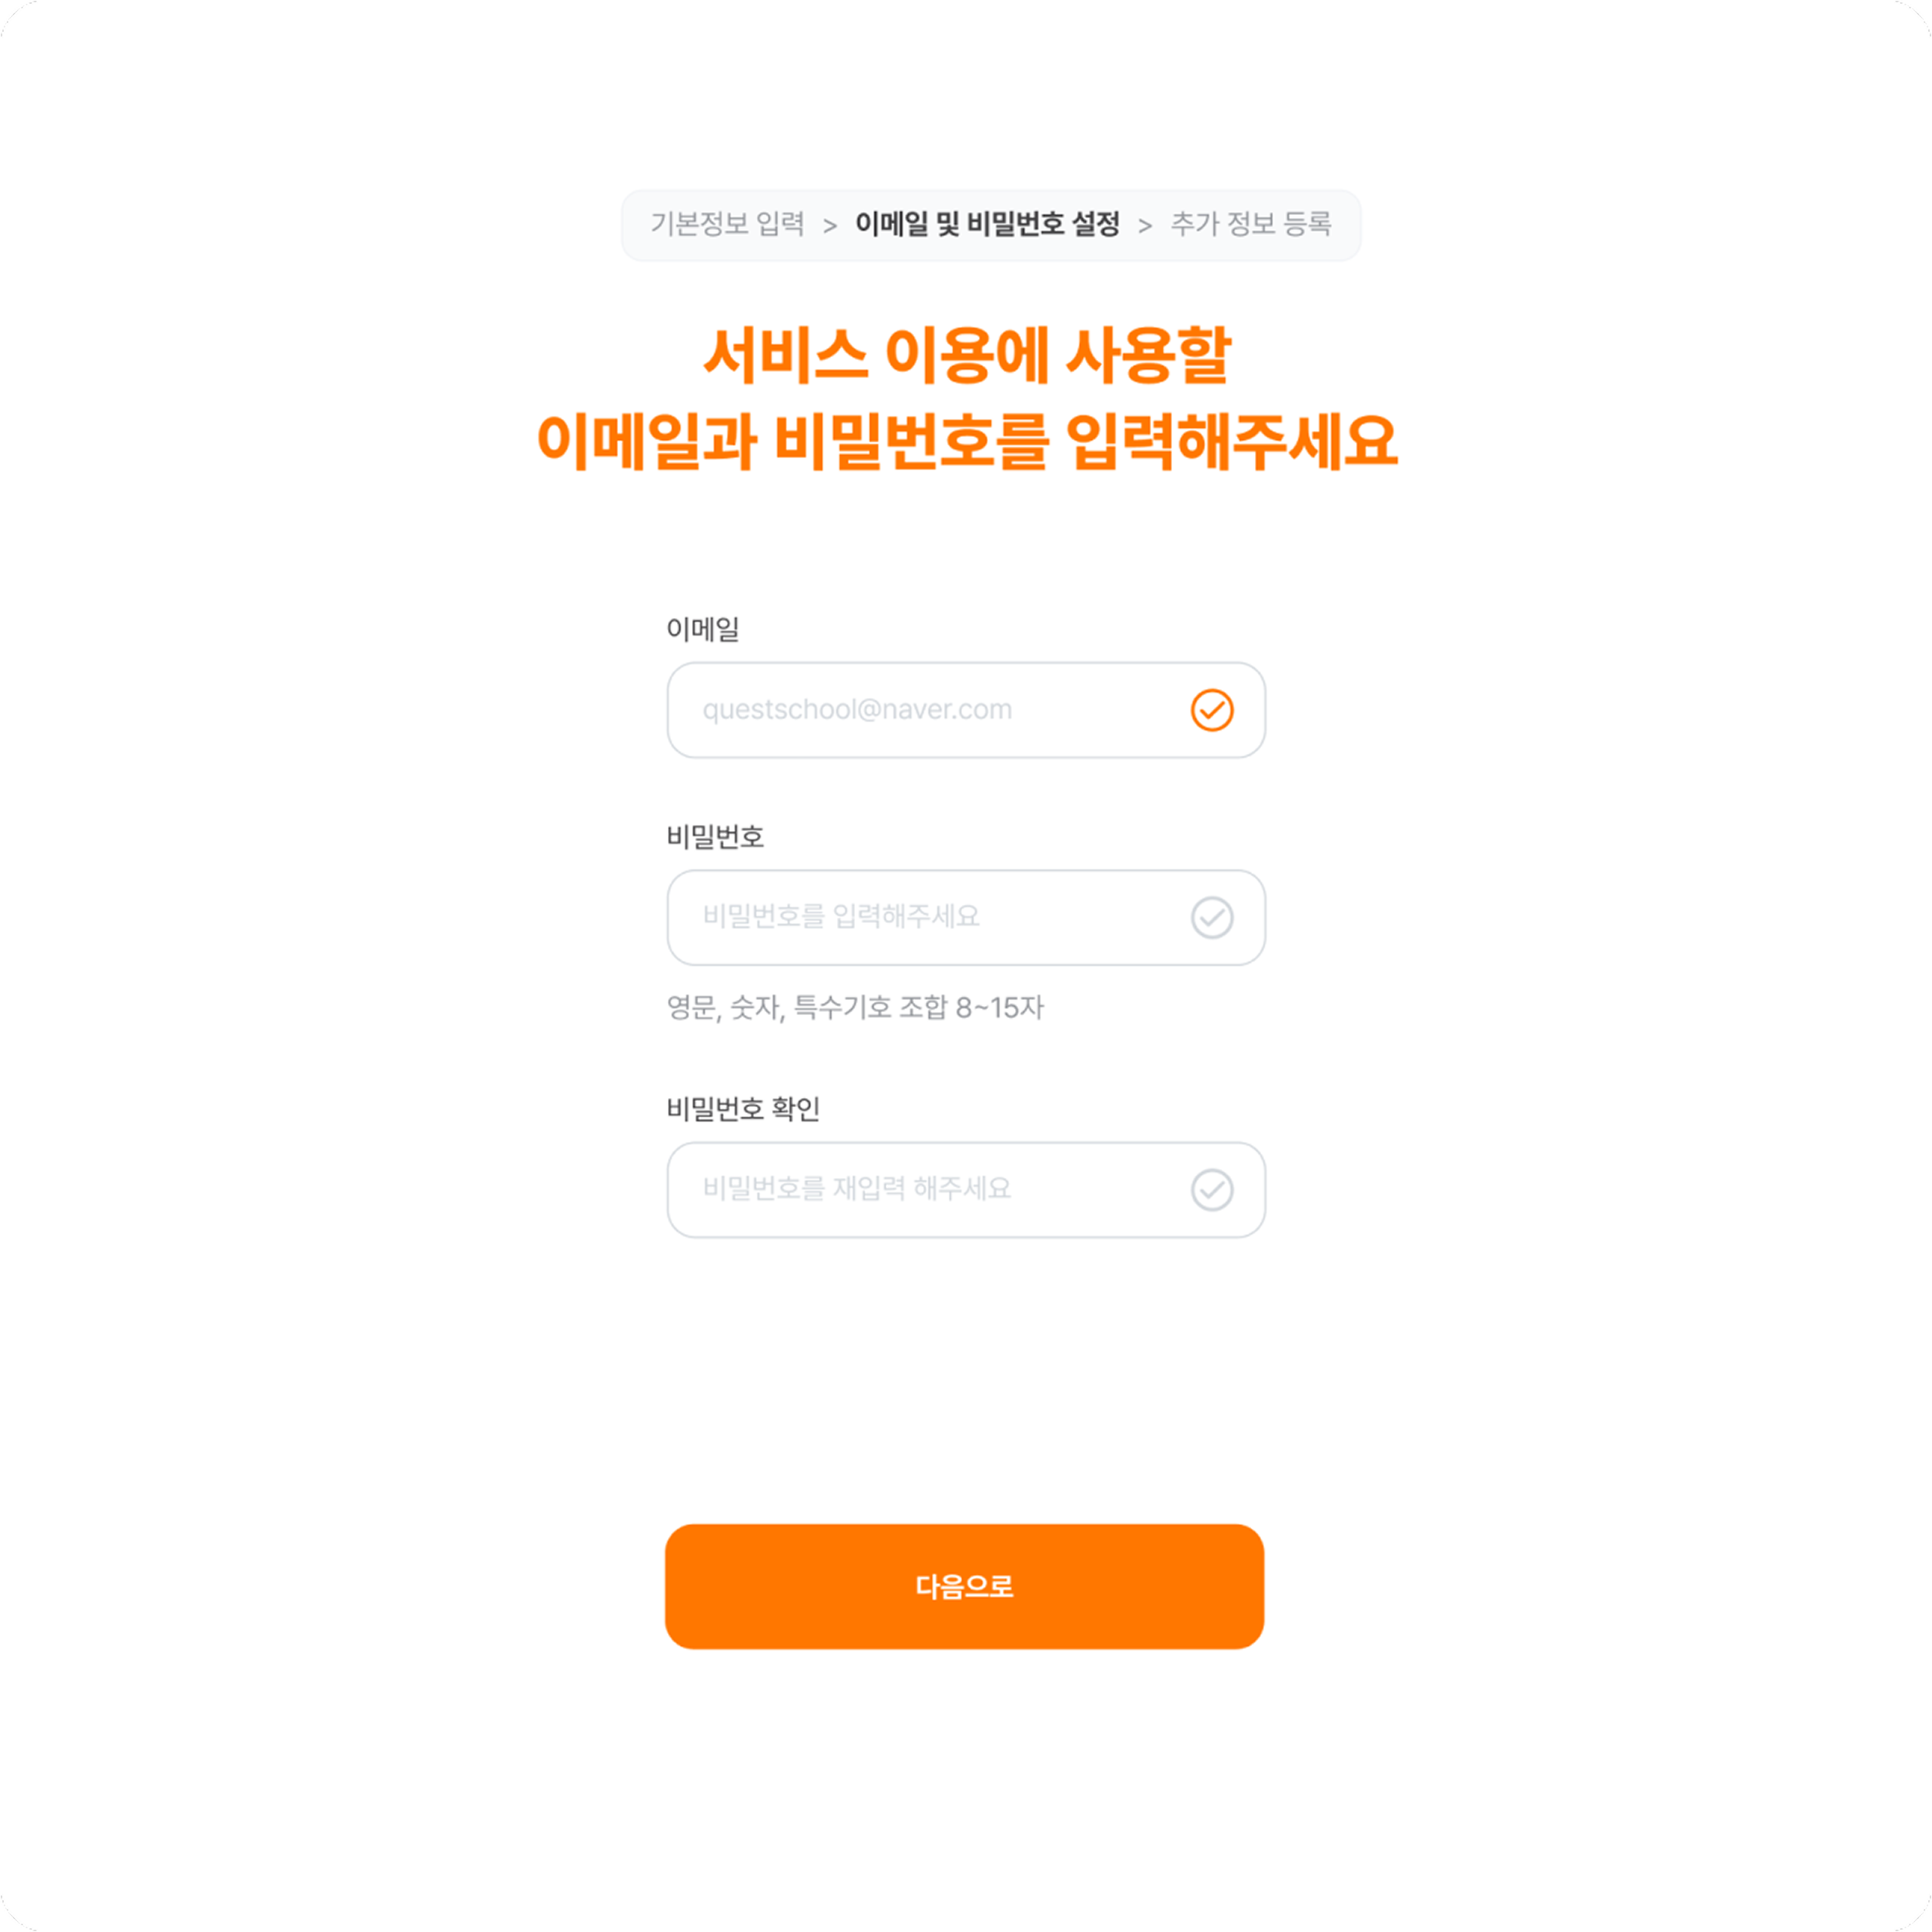 기본정보 입력 > 이메일 및 비밀번호 설정 > 추가 정보 등록
서비스 이용에 사용할
이메일과 비밀번호를 입력해주세요
이메일
questschool@naver.com
비밀번호
비밀번호를 입력해주세요
영문, 숫자, 특수기호 조합 8~15자
비밀번호 확인
비밀번호를 재입력 해주세요
다음으로